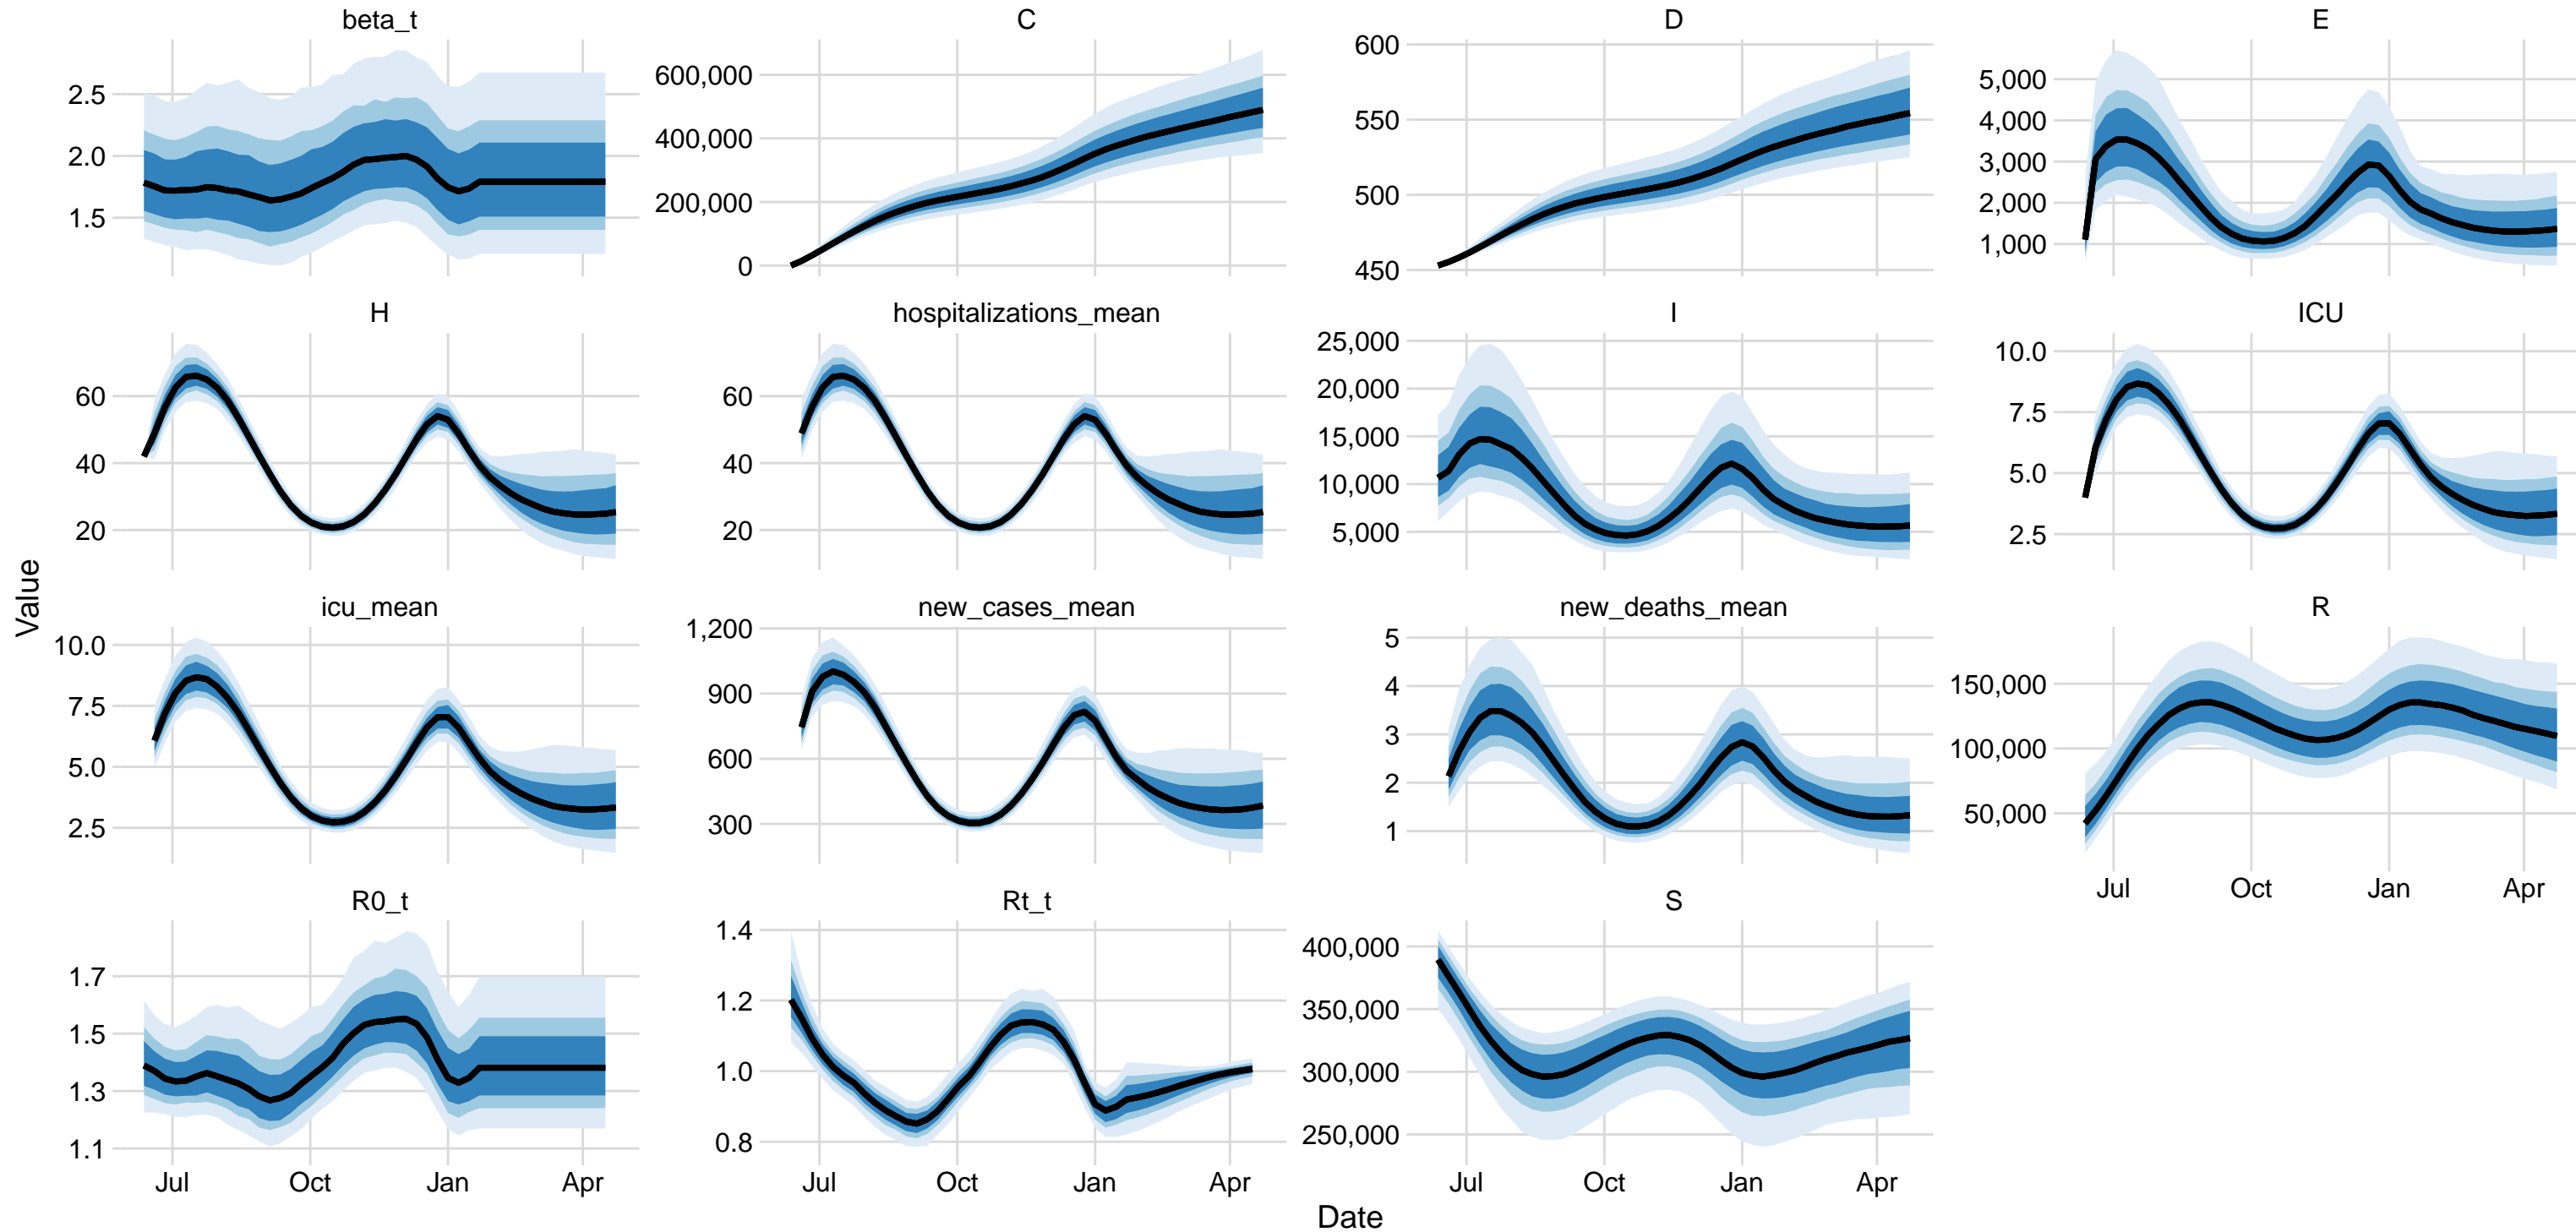 beta_t
2.5
2.0
1.5
C
600,000
400,000
200,000
0
D
600
550
500
450
E
5,000
4,000
3,000
2,000
1,000
H
60
40
20
hospitalizations_mean
60
40
20
I
25,000
20,000
15,000
10,000
5,000
ICU
10.0
7.5
5.0
2.5
Value
icu_mean
10.0
7.5
5.0
2.5
new_cases_mean
1,200
900
600
300
new_deaths_mean
5
4
3
2
1
R
150,000
100,000
50,000
Jul Oct Jan Apr
R0_t
1.7
1.5
1.3
1.1
Jul Oct Jan Apr
Rt_t
1.4
1.2
1.0
0.8
Jul Oct Jan Apr
S
400,000
350,000
300,000
250,000
Jul Oct Jan Apr
Date